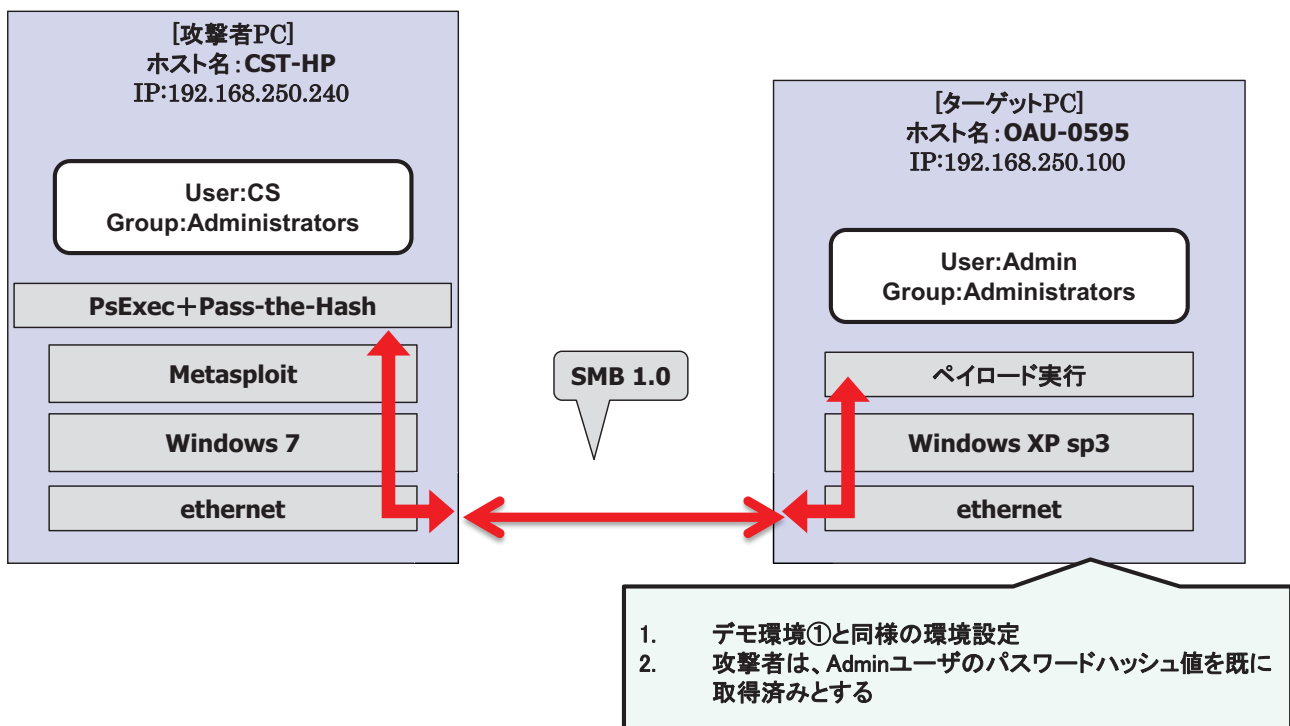 [攻撃者PC]
ホスト名：CST-HP
IP:192.168.250.240
User:CS
Group:Administrators
PsExec＋Pass-the-Hash
Metasploit
Windows 7
ethernet
SMB 1.0
[ターゲットPC]
ホスト名：OAU-0595
IP:192.168.250.100
User:Admin
Group:Administrators
ペイロード実行
Windows XP sp3
ethernet
1. デモ環境①と同様の環境設定
2. 攻撃者は、Adminユーザのパスワードハッシュ値を既に
取得済みとする